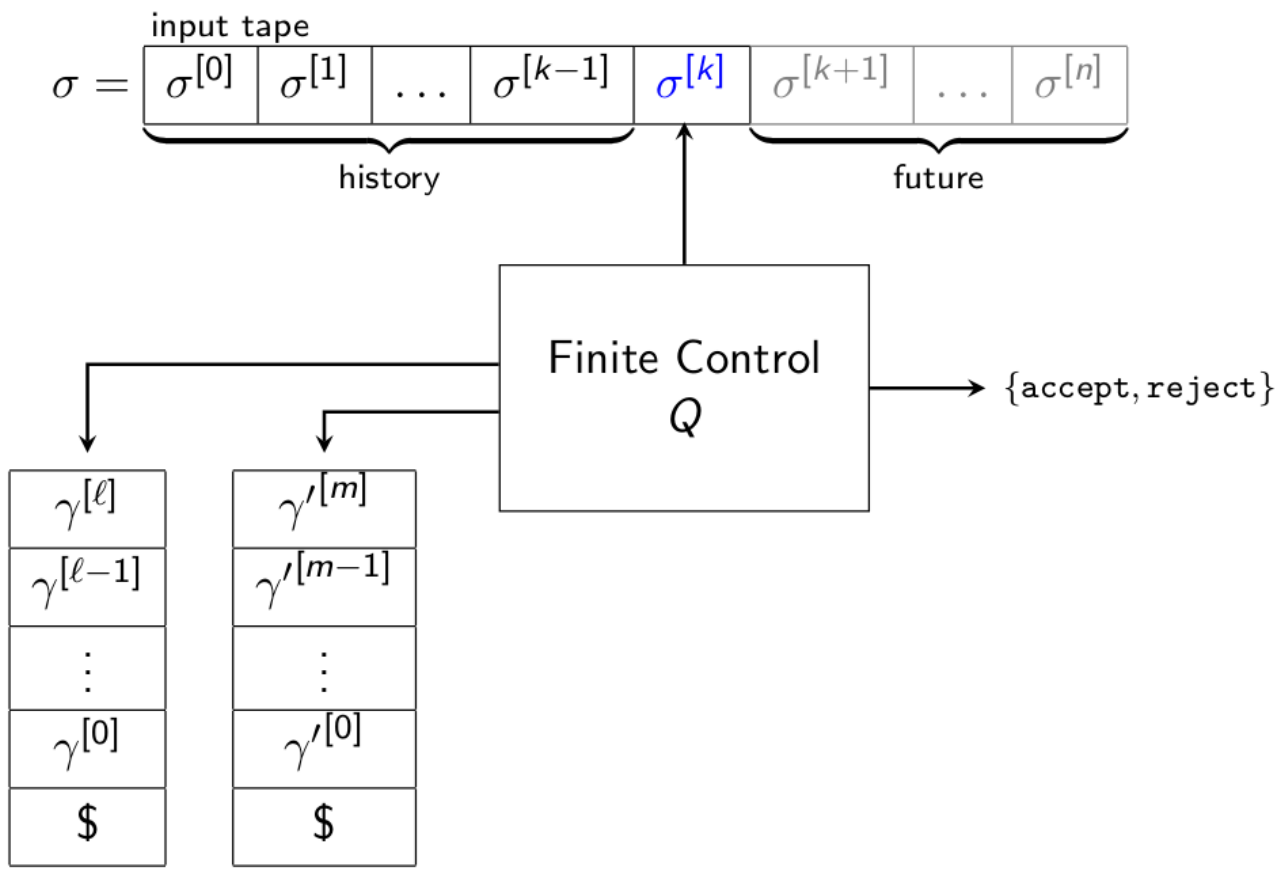 input tape
σ = σ^[0] σ^[1] ... σ^[k−1] σ^[k] σ^[k+1] ... σ^[n]
history future
Finite Control
Q
{accept, reject}
γ^[ℓ] γ′^[m]
γ^[ℓ−1] γ′^[m−1]
⋮ ⋮
γ^[0] γ′^[0]
$ $